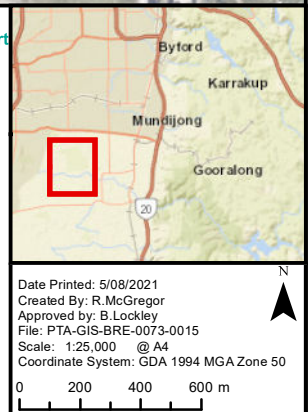 rt
Byford
Karrakup
Mundijong
Gooralong
20
Date Printed: 5/08/2021
Created By: R.McGregor
Approved by: B.Lockley
File: PTA-GIS-BRE-0073-0015
Scale: 1:25,000 @ A4
Coordinate System: GDA 1994 MGA Zone 50
N
0 200 400 600 m